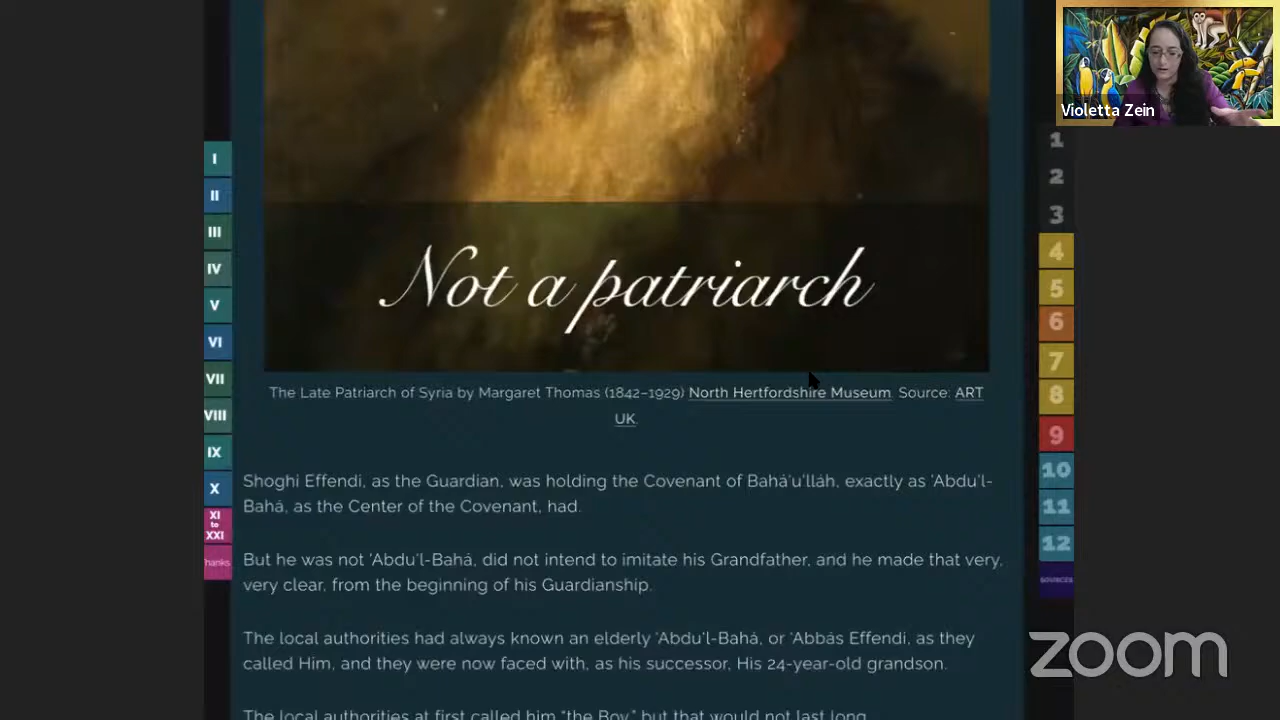 Violetta Zein
I
II
III
IV
V
VI
VII
VIII
IX
X
XI
to
XXI
Thanks
1
2
3
4
5
6
7
8
9
10
11
12
SOURCES
Not a patriarch
The Late Patriarch of Syria by Margaret Thomas (1842–1929) North Hertfordshire Museum. Source: ART
UK.
Shoghi Effendi, as the Guardian, was holding the Covenant of Bahá'u'lláh, exactly as 'Abdu'l-
Bahá, as the Center of the Covenant, had.
But he was not 'Abdu'l-Bahá, did not intend to imitate his Grandfather, and he made that very,
very clear, from the beginning of his Guardianship.
The local authorities had always known an elderly 'Abdu'l-Bahá, or 'Abbás Effendi, as they
called Him, and they were now faced with, as his successor, His 24-year-old grandson.
The local authorities at first called him "the Boy," but that would not last long.
zoom